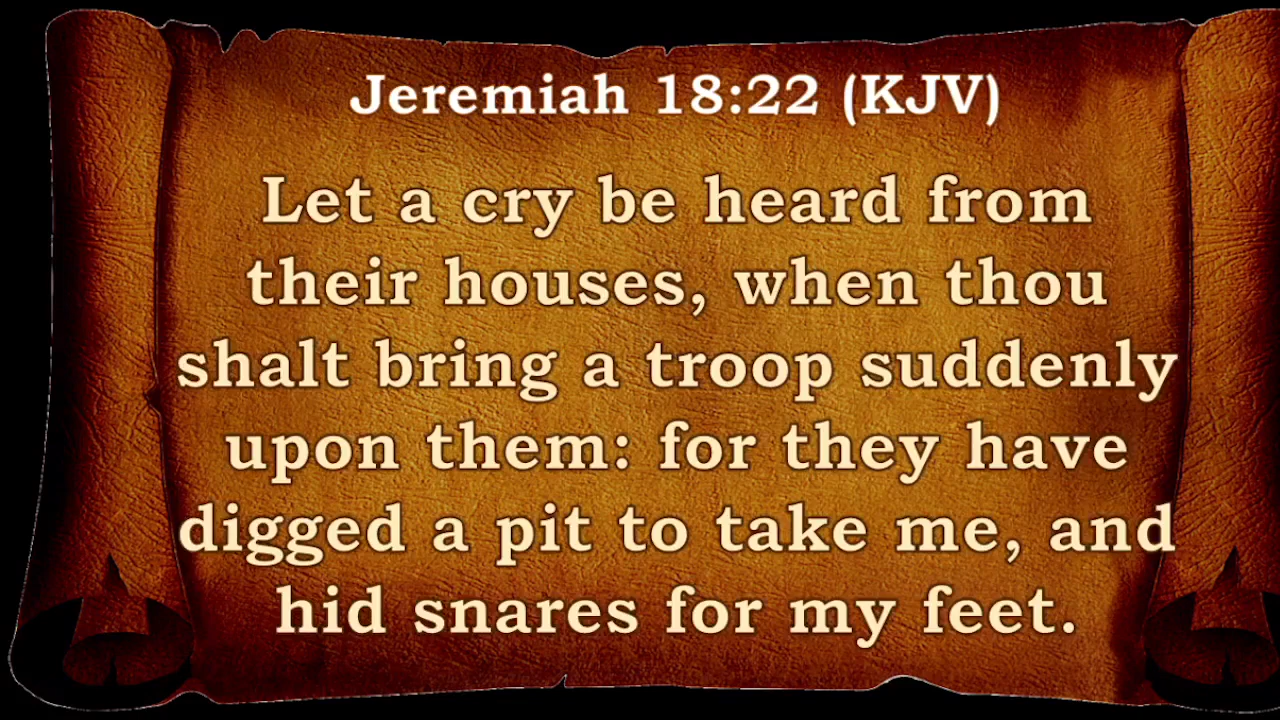 Jeremiah 18:22 (KJV)
Let a cry be heard from
their houses, when thou
shalt bring a troop suddenly
upon them: for they have
digged a pit to take me, and
hid snares for my feet.